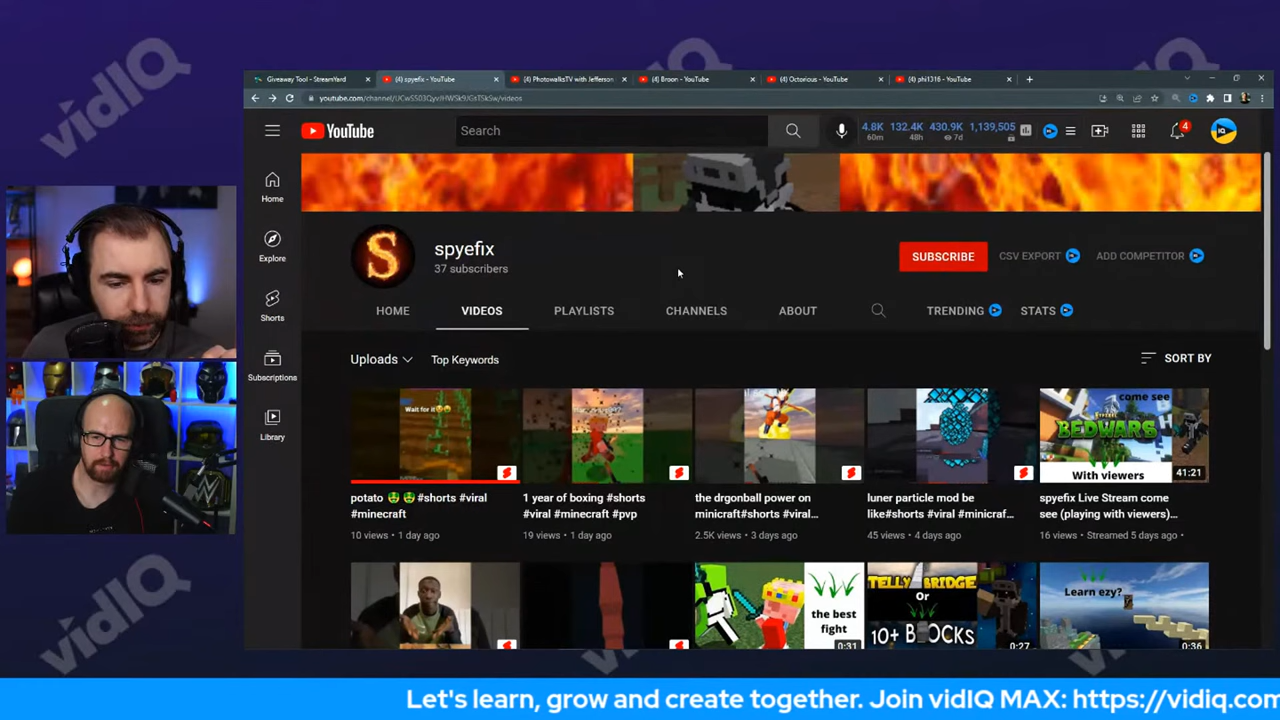 vidIQ
vidIQ
vidIQ
vidIQ
vidIQ
Giveaway Tool - StreamYard
(4) spyefix - YouTube
(4) PhotowalksTV with Jefferson
(4) Broon - YouTube
(4) Octorious - YouTube
(4) phi1316 - YouTube
YouTube
Search
4.8K 60m
132.4K 48h
430.9K 7d
1,139,505
4
IQ
Home
Explore
Shorts
Subscriptions
Library
S
spyefix
37 subscribers
SUBSCRIBE
CSV EXPORT
ADD COMPETITOR
HOME
VIDEOS
PLAYLISTS
CHANNELS
ABOUT
TRENDING
STATS
Uploads
Top Keywords
SORT BY
Wait for it
come see
BEDWARS
With viewers
41:21
potato 🤑🤑#shorts #viral
#minecraft
10 views • 1 day ago
1 year of boxing #shorts
#viral #minecraft #pvp
19 views • 1 day ago
the drgonball power on
minicraft#shorts #viral...
2.5K views • 3 days ago
luner particle mod be
like#shorts #viral #minicraf...
45 views • 4 days ago
spyefix Live Stream come
see (playing with viewers)...
16 views • Streamed 5 days ago •
the best
fight
0:31
TELLY BRIDGE
Or
10+ BLOCKS
0:27
Learn ezy?
0:36
Let's learn, grow and create together. Join vidIQ MAX: https://vidiq.com